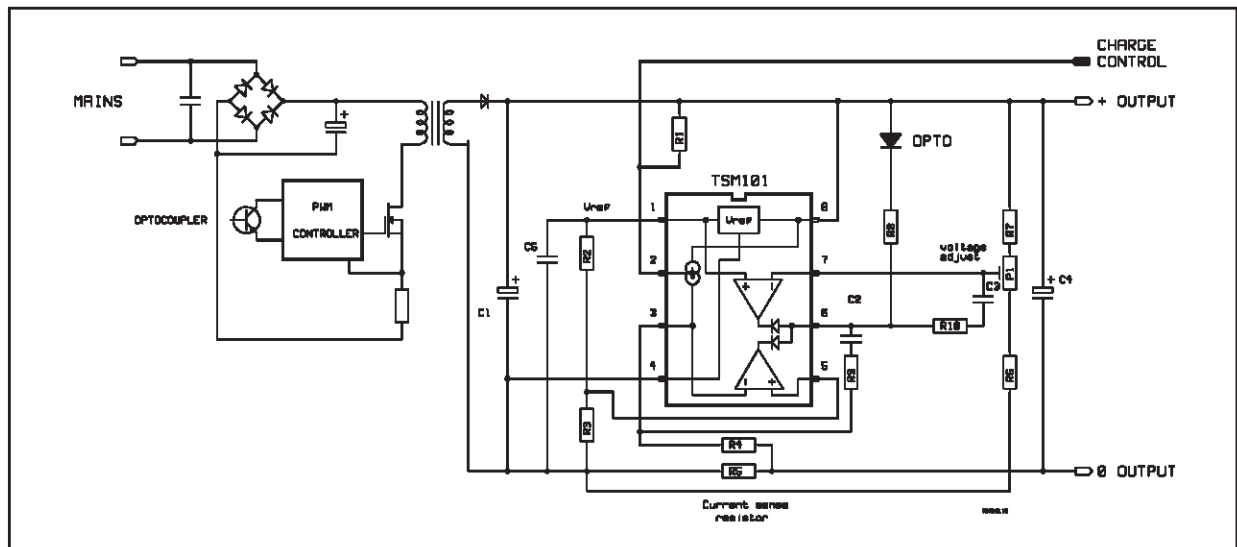 CHARGE
CONTROL
MAINS
+
+ OUTPUT
R1
OPTO
TSM101
PWM
CONTROLLER
OPTOCOUPLER
Vref
1
Vref
8
R2
R8
R7
C5
voltage
adjust
2
7
+
-
P1
+
C4
C3
+
C1
3
C2
6
R10
4
5
-
+
R9
R6
R3
R4
R5
0 OUTPUT
Current sense
resistor